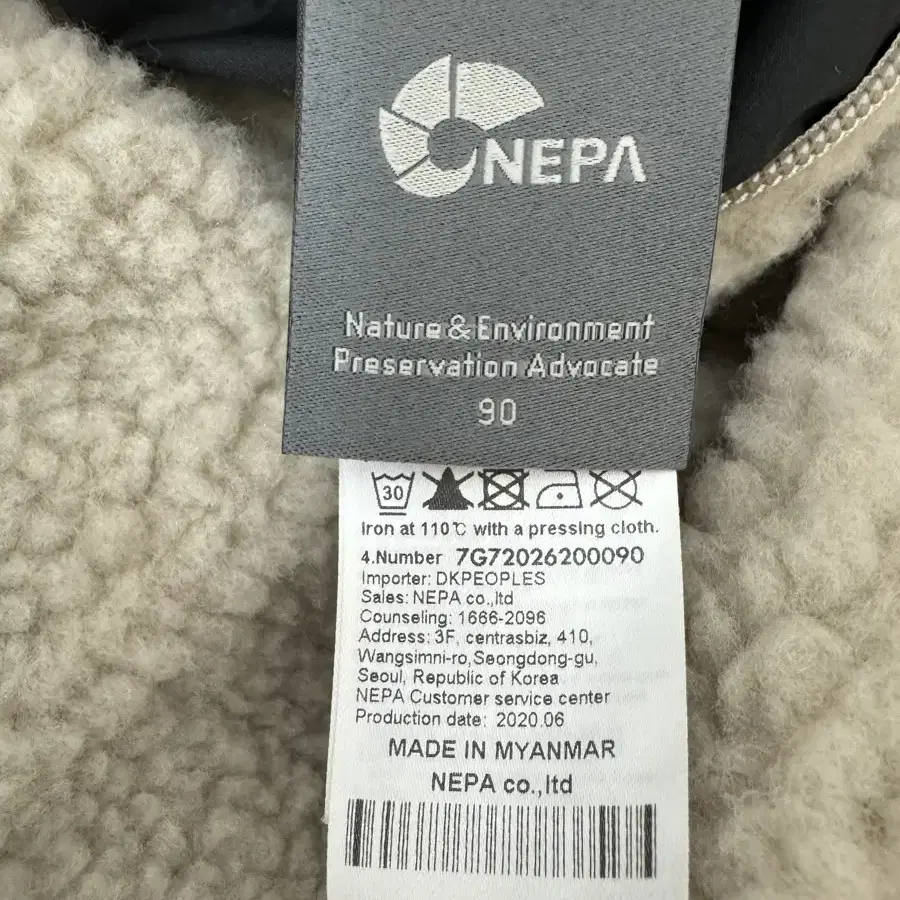 NEPA
Nature & Environment
Preservation Advocate
90
30
Iron at 110℃ with a pressing cloth.
4.Number 7G72026200090
Importer: DKPEOPLES
Sales: NEPA co.,ltd
Counseling: 1666-2096
Address: 3F, centrasbiz, 410,
Wangsimni-ro,Seongdong-gu,
Seoul, Republic of Korea
NEPA Customer service center
Production date: 2020.06
MADE IN MYANMAR
NEPA co.,ltd